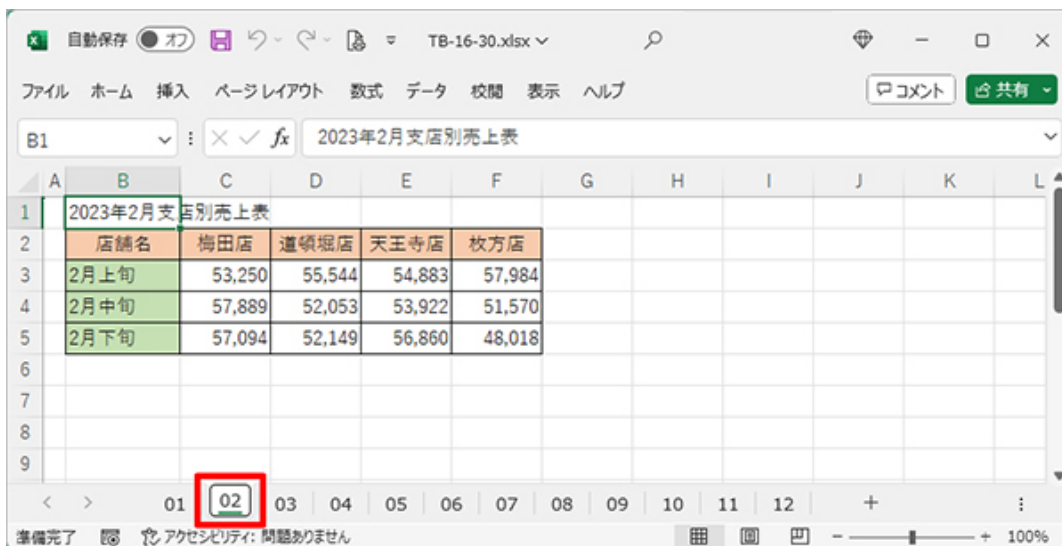 自動保存 オフ TB-16-30.xlsx
ファイル ホーム 挿入 ページ レイアウト 数式 データ 校閲 表示 ヘルプ コメント 共有
B1 fx 2023年2月支店別売上表
A B C D E F G H I J K L
1 2023年2月支店別売上表
2 店舗名 梅田店 道頓堀店 天王寺店 枚方店
3 2月上旬 53,250 55,544 54,883 57,984
4 2月中旬 57,889 52,053 53,922 51,570
5 2月下旬 57,094 52,149 56,860 48,018
6
7
8
9
01 02 03 04 05 06 07 08 09 10 11 12 +
準備完了 アクセシビリティ: 問題ありません - + 100%